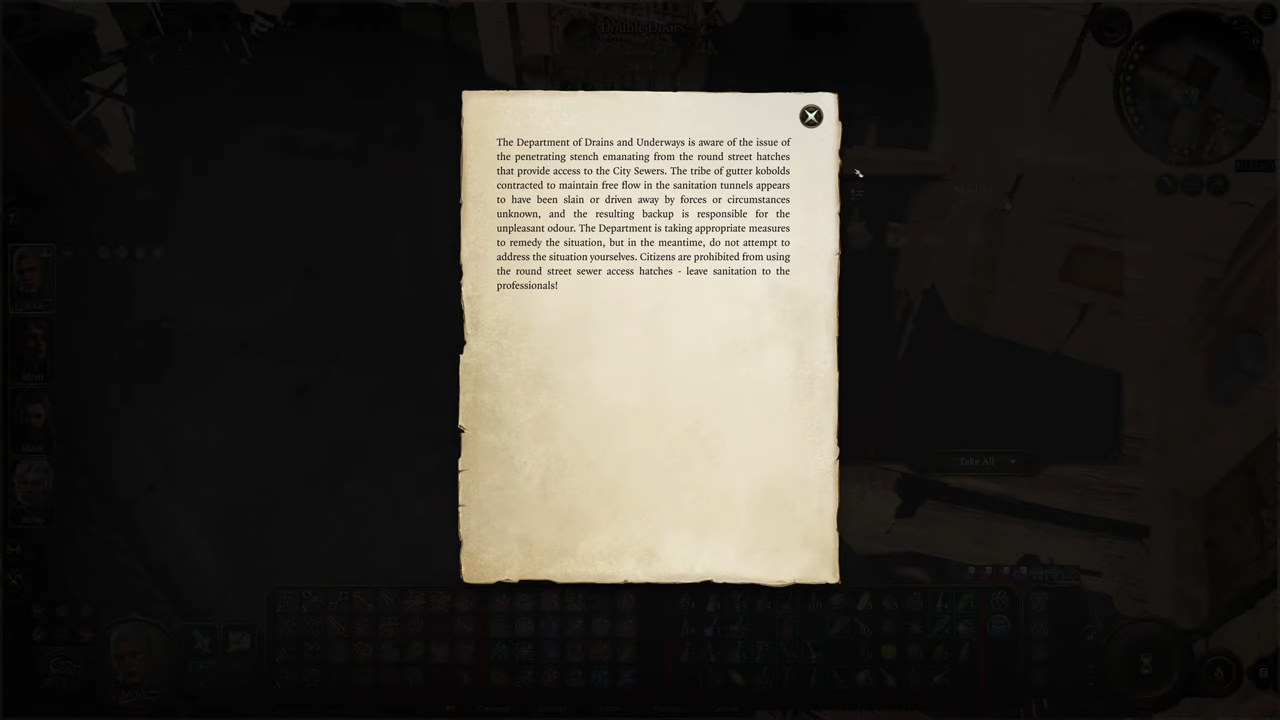 Double Doors
The Department of Drains and Underways is aware of the issue of
the penetrating stench emanating from the round street hatches
that provide access to the City Sewers. The tribe of gutter kobolds
contracted to maintain free flow in the sanitation tunnels appears
to have been slain or driven away by forces or circumstances
unknown, and the resulting backup is responsible for the
unpleasant odour. The Department is taking appropriate measures
to remedy the situation, but in the meantime, do not attempt to
address the situation yourselves. Citizens are prohibited from using
the round street sewer access hatches - leave sanitation to the
professionals!
Take All